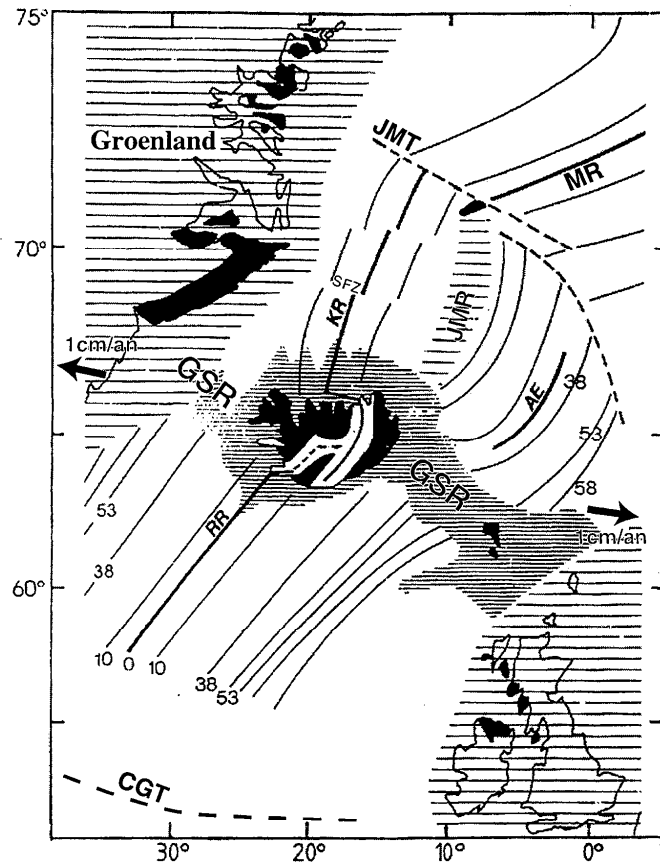 75°
Groenland
JMT
MR
70°
SFZ
KR
JMR
1cm/an
GSR
AE
38
53
GSR
58
53
1cm/an
RR
38
60°
10
0
10
38
53
CGT
30°
20°
10°
0°